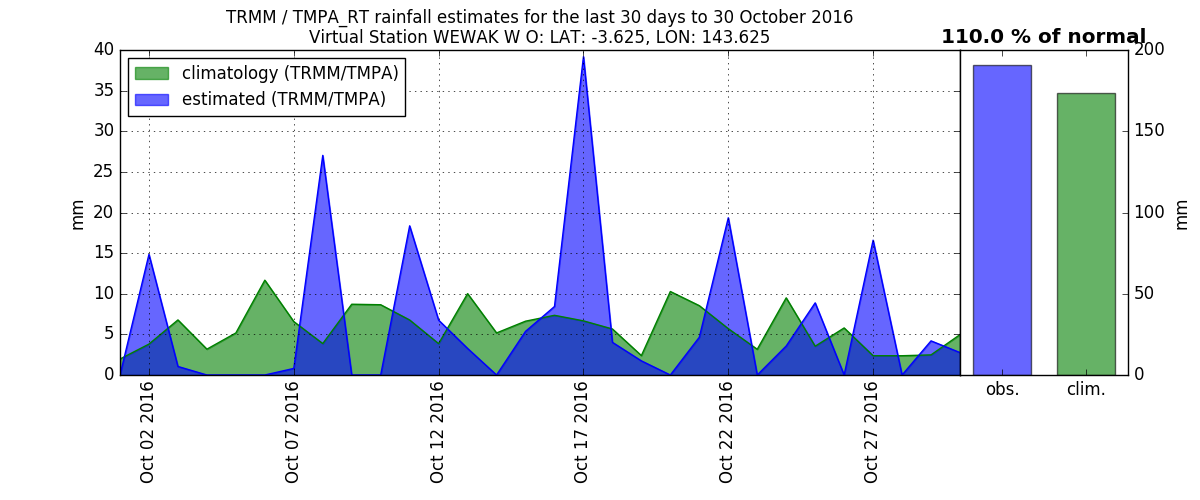 TRMM / TMPA_RT rainfall estimates for the last 30 days to 30 October 2016
Virtual Station WEWAK W O: LAT: -3.625, LON: 143.625
110.0 % of normal
climatology (TRMM/TMPA)
estimated (TRMM/TMPA)
40
35
30
25
20
15
10
5
0
mm
Oct 02 2016
Oct 07 2016
Oct 12 2016
Oct 17 2016
Oct 22 2016
Oct 27 2016
200
150
100
50
0
mm
obs.
clim.